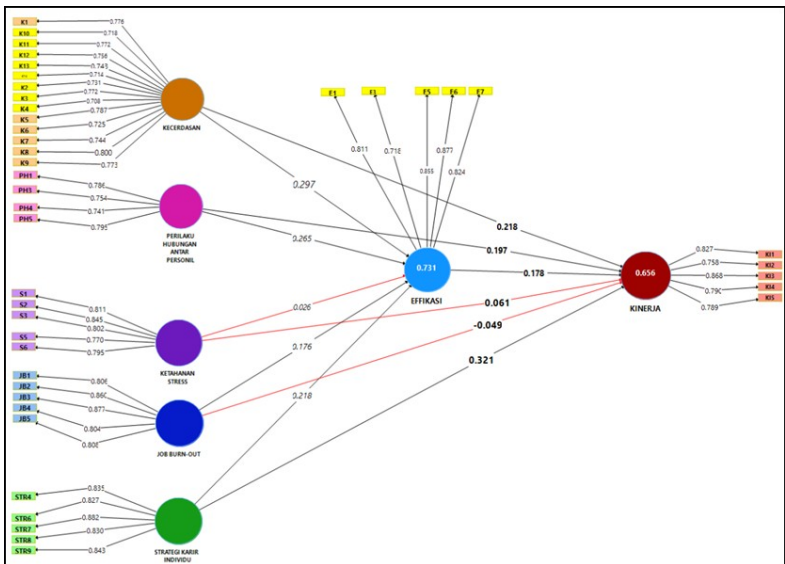 K1
K10
K11
K12
K13
K2
K3
K4
K5
K6
K7
K8
K9
0.776
0.718
0.772
0.756
0.743
0.714
0.731
0.772
0.708
0.787
0.725
0.744
0.800
0.773
KECERDASAN
PH1
PH3
PH4
PH5
0.786
0.754
0.741
0.795
PERILAKU
HUBUNGAN
ANTAR
PERSONIL
S1
S2
S3
S5
S6
0.811
0.845
0.802
0.770
0.795
KETAHANAN
STRESS
JB1
JB2
JB3
JB4
JB5
0.877
0.804
0.808
JOB BURN-OUT
STR4
STR6
STR7
STR8
STR9
0.835
0.827
0.882
0.830
0.843
STRATEGI KARIR
INDIVIDU
E1
E3
E5
E6
E7
0.811
0.718
0.877
0.824
0.297
0.265
0.026
0.176
0.218
0.731
EFFIKASI
0.218
0.197
0.178
0.061
-0.049
0.321
0.656
KINERJA
0.827
0.758
0.868
0.789
KI1
KI2
KI3
KI4
KI5